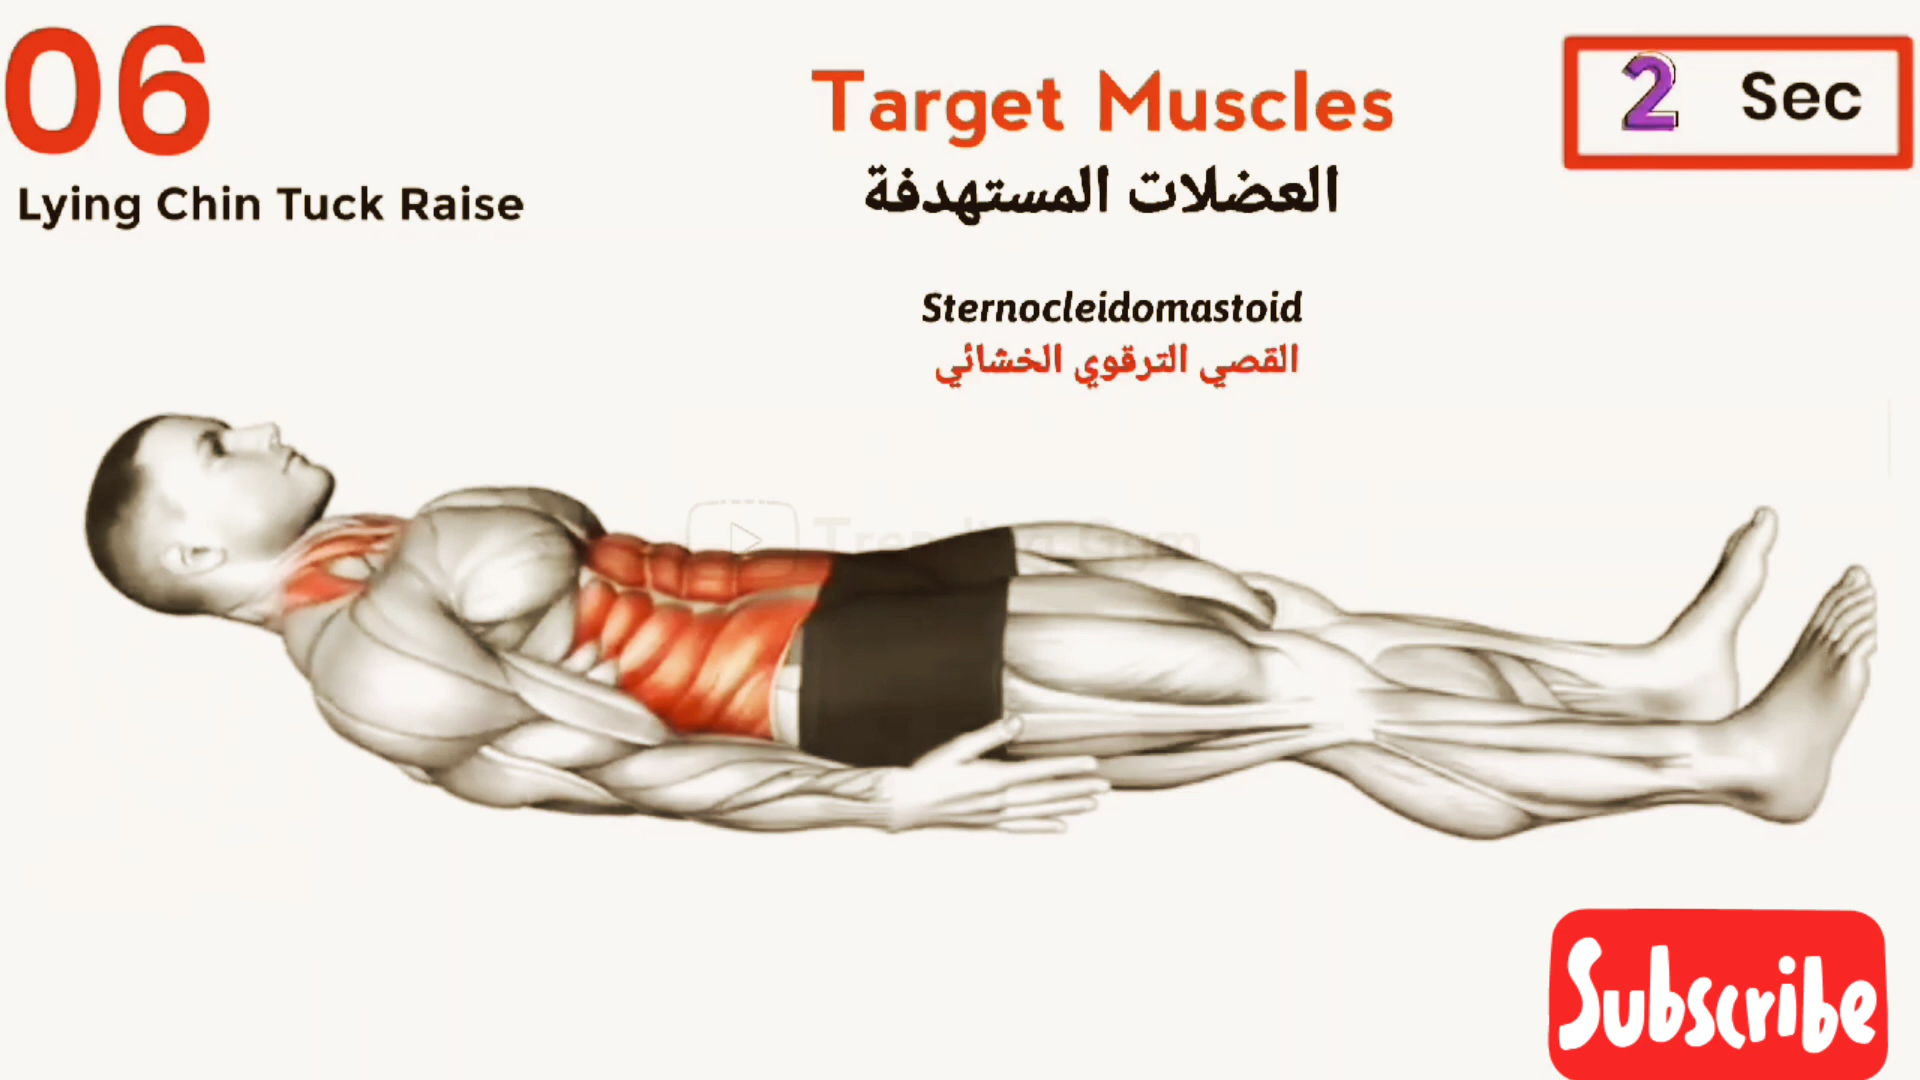 06
Lying Chin Tuck Raise
Target Muscles
العضلات المستهدفة
2 Sec
Sternocleidomastoid
القصي الترقوي الخشائي
Subscribe